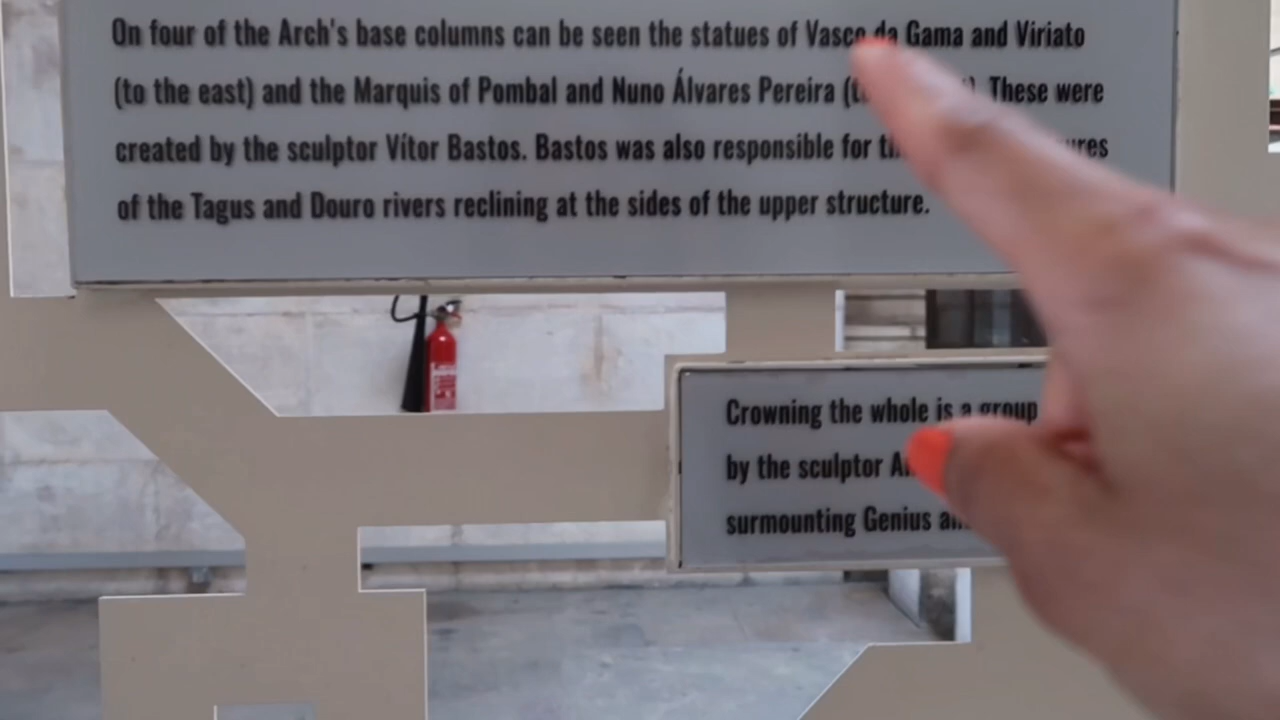 On four of the Arch's base columns can be seen the statues of Vasco da Gama and Viriato
(to the east) and the Marquis of Pombal and Nuno Álvares Pereira These were
created by the sculptor Vítor Bastos. Bastos was also responsible for
of the Tagus and Douro rivers reclining at the sides of the upper structure.
Crowning the whole is a group
by the sculptor
surmounting Genius